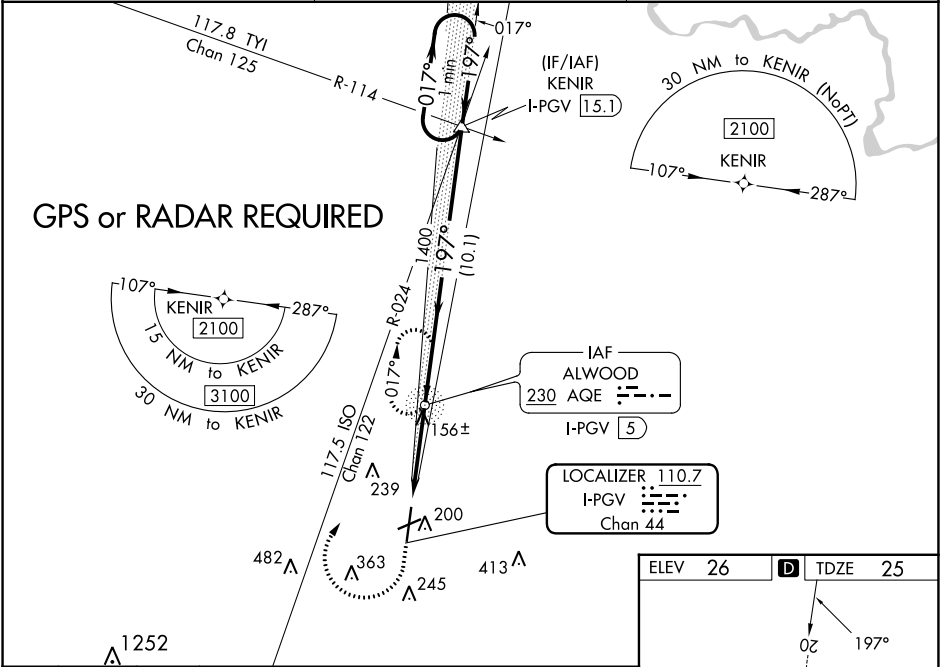 117.8 TYI
Chan 125
R-114
017°
017°
1 min
197°
(IF/IAF)
KENIR
I-PGV 15.1
30 NM to KENIR (NoPT)
2100
KENIR
107°
287°
GPS or RADAR REQUIRED
1400
197°
(10.1)
R-024
117.5 ISO
Chan 122
107°
KENIR
287°
2100
15 NM to KENIR
3100
30 NM to KENIR
017°
IAF
ALWOOD
230 AQE
I-PGV 5
156±
239
LOCALIZER 110.7
I-PGV
Chan 44
200
482
363
413
245
1252
ELEV 26 D TDZE 25
20
197°